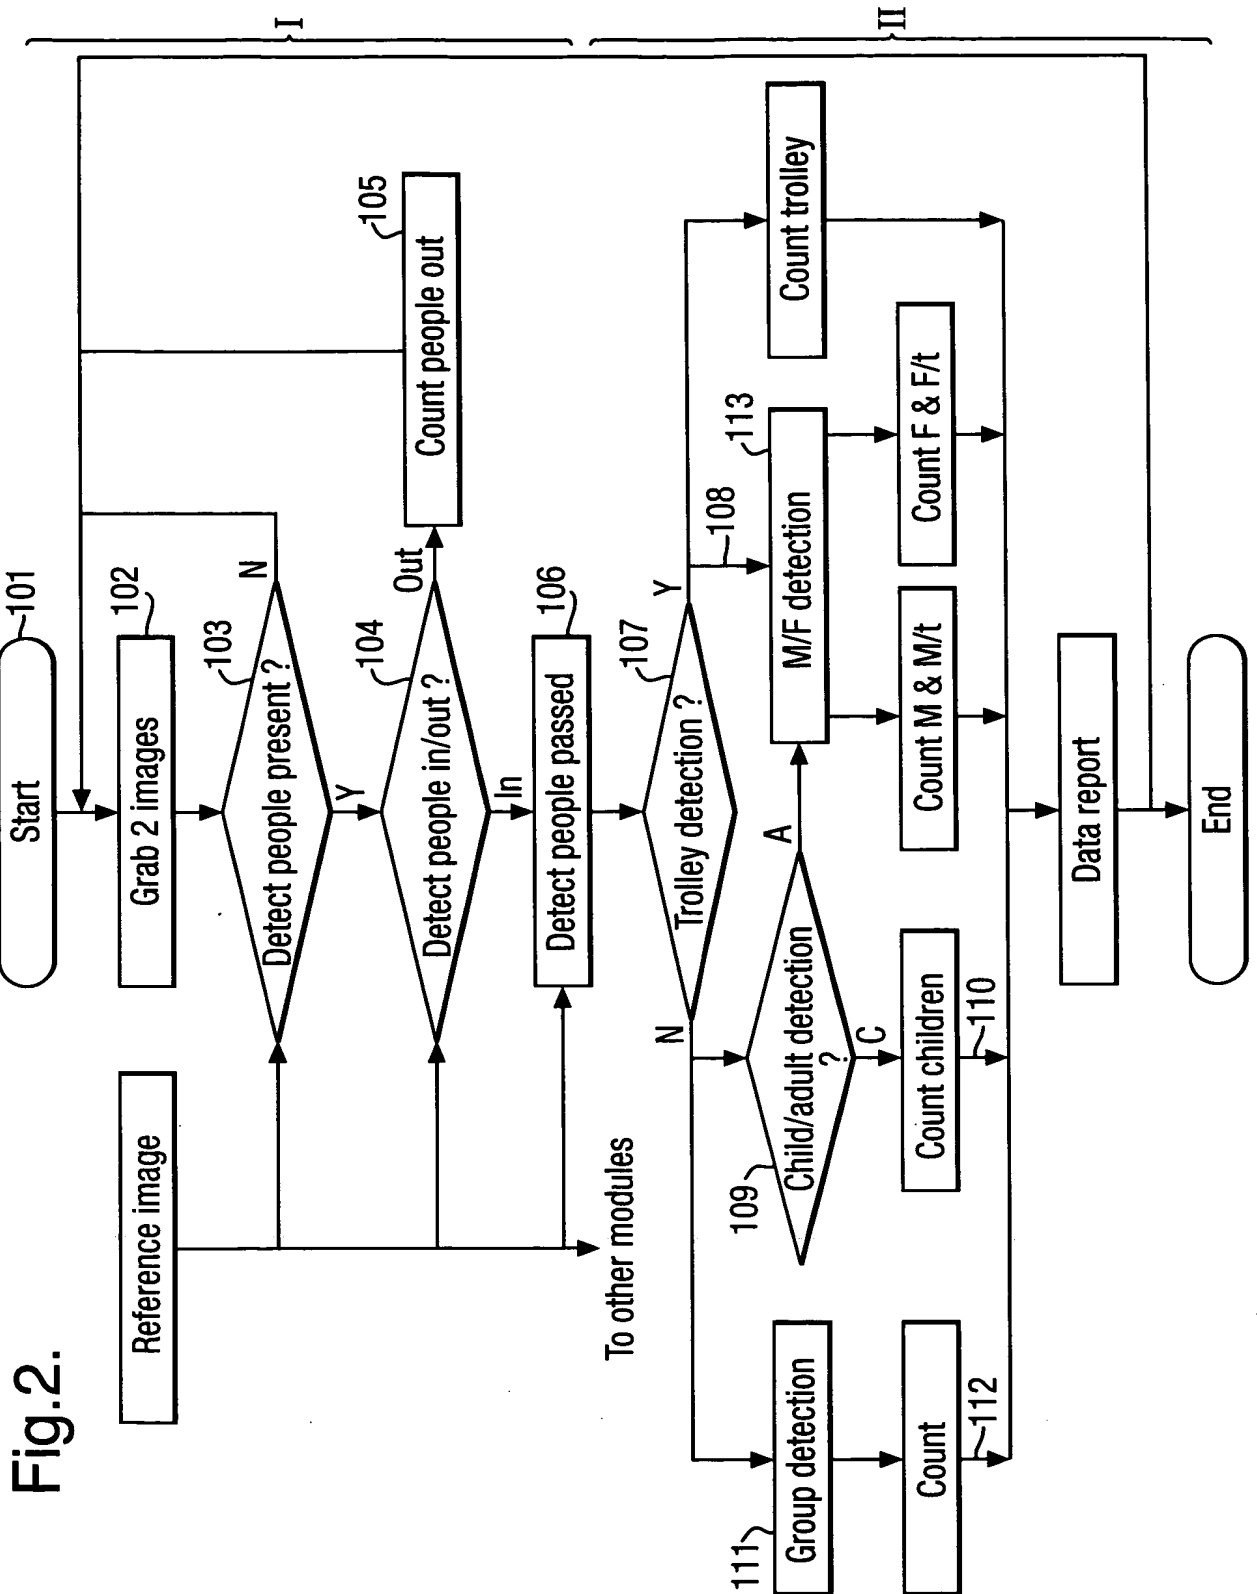 Fig.2.
Start
101
Reference image
Grab 2 images
102
Detect people present ?
103
N
Y
Detect people in/out ?
104
Out
In
Count people out
105
Detect people passed
106
To other modules
Trolley detection ?
107
N
Y
108
Group detection
111
Child/adult detection
?
109
A
C
M/F detection
113
Count trolley
Count
112
Count children
110
Count M & M/t
Count F & F/t
Data report
End
I
II